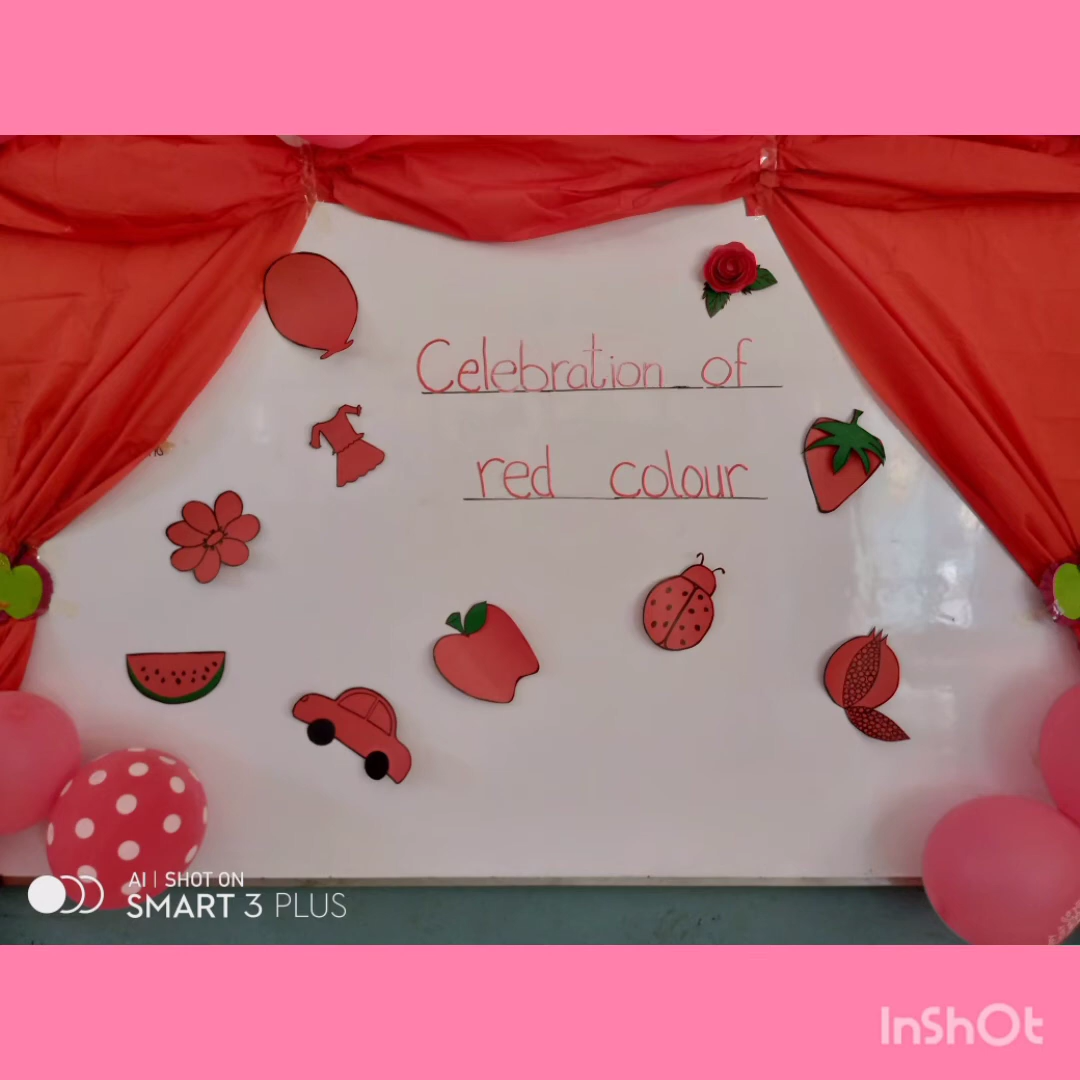 Celebration of
red colour
AI | SHOT ON
SMART 3 PLUS
InShOt